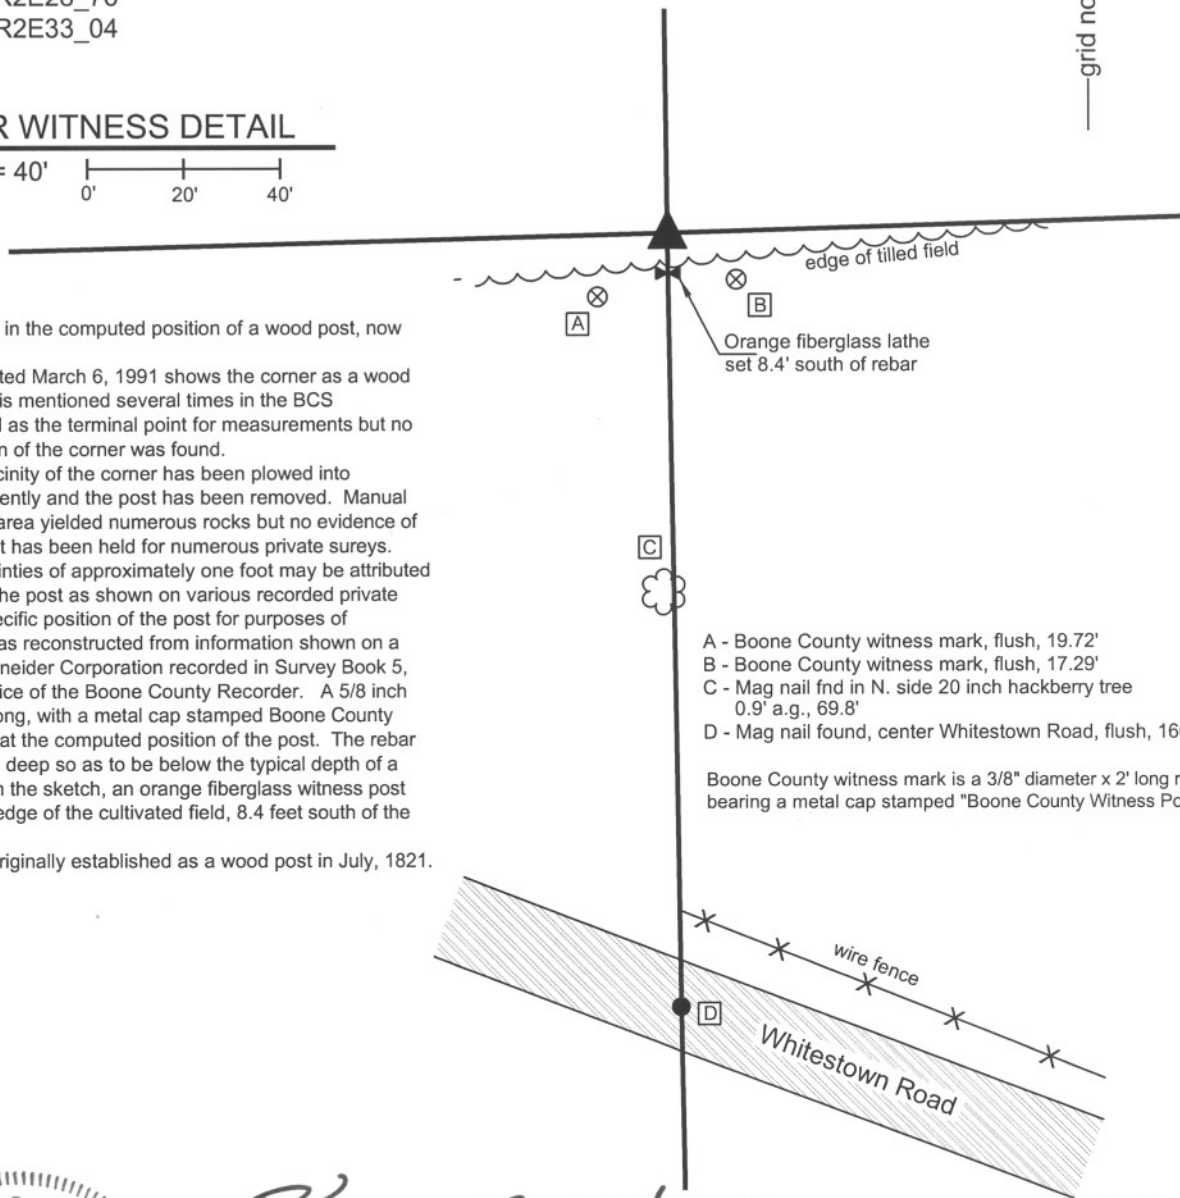 R2E33_04
R WITNESS DETAIL
= 40'
0' 20' 40'
grid
edge of tilled field
A
B
Orange fiberglass lathe
set 8.4' south of rebar
in the computed position of a wood post, now
ted March 6, 1991 shows the corner as a wood
is mentioned several times in the BCS
as the terminal point for measurements but no
n of the corner was found.
cinity of the corner has been plowed into
ently and the post has been removed. Manual
area yielded numerous rocks but no evidence of
t has been held for numerous private sureys.
inties of approximately one foot may be attributed
he post as shown on various recorded private
ecific position of the post for purposes of
as reconstructed from information shown on a
neider Corporation recorded in Survey Book 5,
ice of the Boone County Recorder. A 5/8 inch
ong, with a metal cap stamped Boone County
at the computed position of the post. The rebar
deep so as to be below the typical depth of a
n the sketch, an orange fiberglass witness post
edge of the cultivated field, 8.4 feet south of the
riginally established as a wood post in July, 1821.
C
A - Boone County witness mark, flush, 19.72'
B - Boone County witness mark, flush, 17.29'
C - Mag nail fnd in N. side 20 inch hackberry tree
0.9' a.g., 69.8'
D - Mag nail found, center Whitestown Road, flush, 16
Boone County witness mark is a 3/8" diameter x 2' long
bearing a metal cap stamped "Boone County Witness
wire fence
D
Whitestown Road